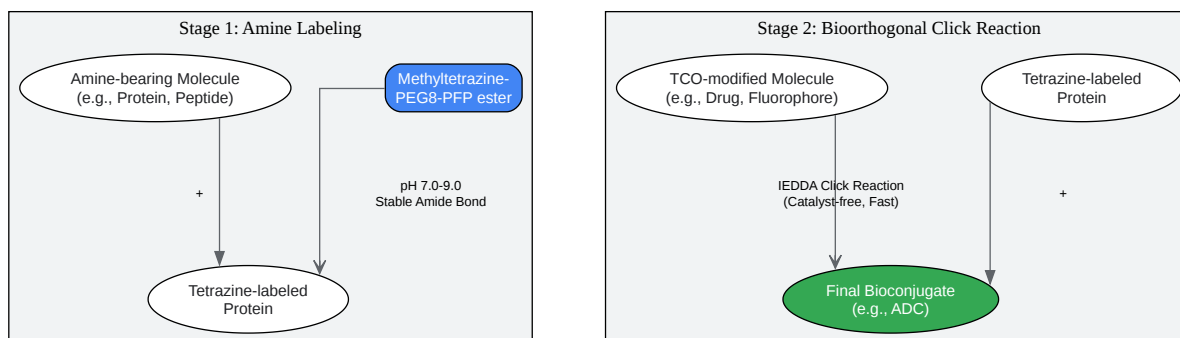 Stage 1: Amine Labeling
Amine-bearing Molecule
(e.g., Protein, Peptide)
Methyltetrazine-
PEG8-PFP ester
+
pH 7.0-9.0
Stable Amide Bond
Tetrazine-labeled
Protein
Stage 2: Bioorthogonal Click Reaction
TCO-modified Molecule
(e.g., Drug, Fluorophore)
Tetrazine-labeled
Protein
IEDDA Click Reaction
(Catalyst-free, Fast)
+
Final Bioconjugate
(e.g., ADC)